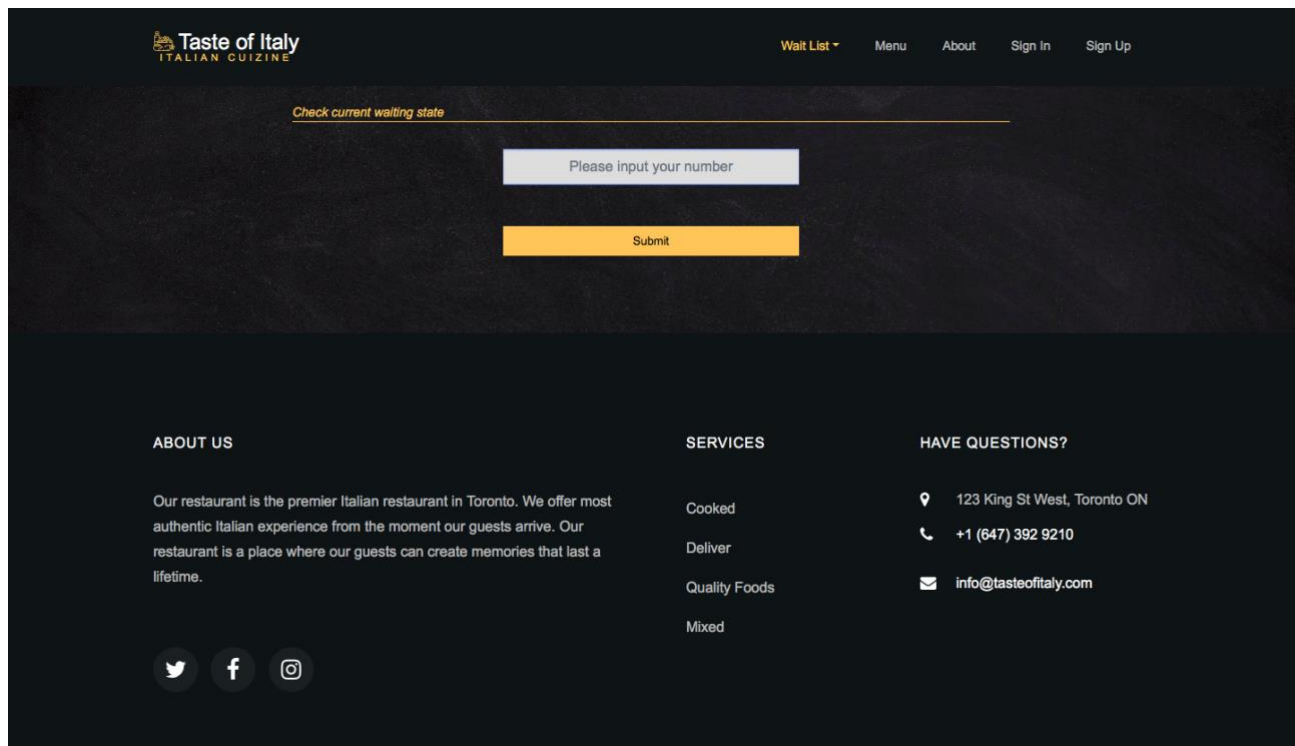 Taste of Italy
ITALIAN CUIZINE
Wait List
Menu
About
Sign In
Sign Up
Check current waiting state
Please input your number
Submit
ABOUT US
Our restaurant is the premier Italian restaurant in Toronto. We offer most
authentic Italian experience from the moment our guests arrive. Our
restaurant is a place where our guests can create memories that last a
lifetime.
SERVICES
Cooked
Deliver
Quality Foods
Mixed
HAVE QUESTIONS?
123 King St West, Toronto ON
+1 (647) 392 9210
info@tasteofitaly.com